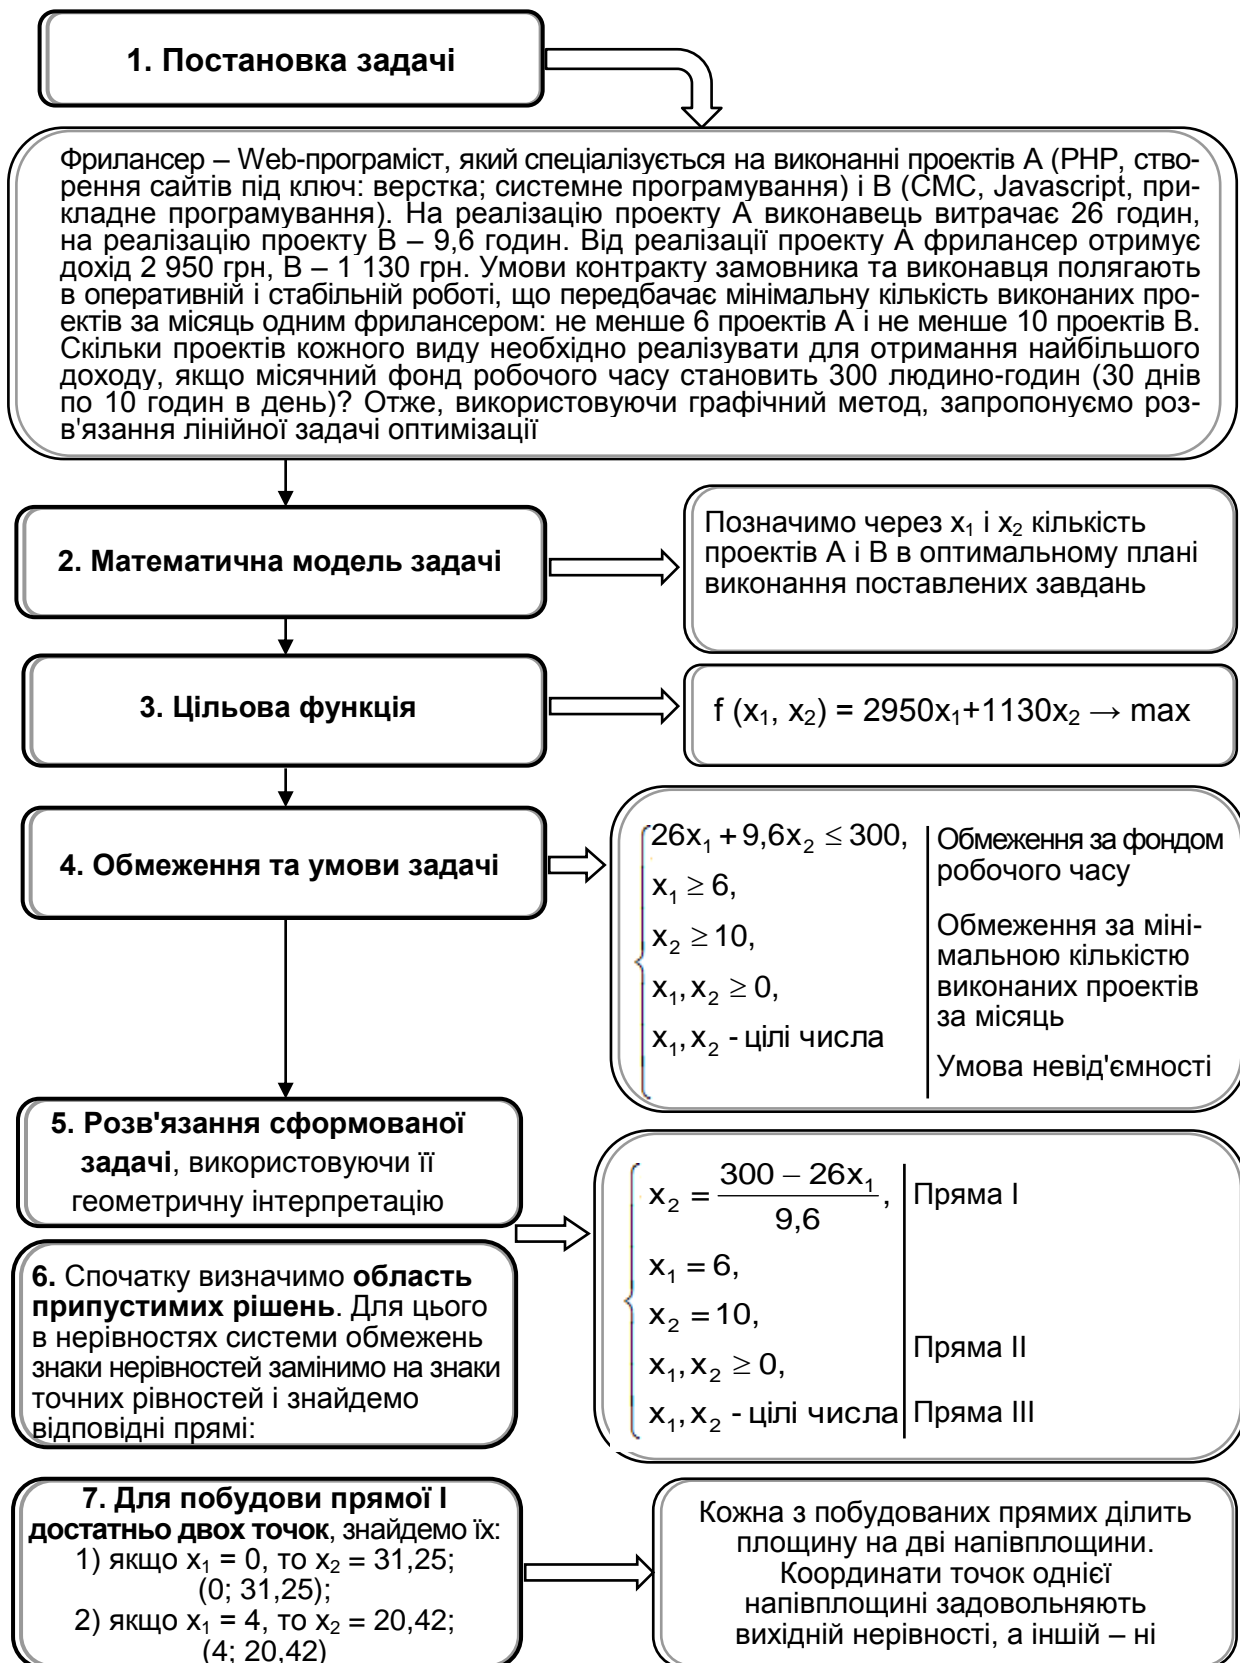 1. Постановка задачі
Фрилансер – Web-програміст, який спеціалізується на виконанні проектів А (PHP, ство-
рення сайтів під ключ: верстка; системне програмування) і В (СМС, Javascript, при-
кладне програмування). На реалізацію проекту А виконавець витрачає 26 годин,
на реалізацію проекту В – 9,6 годин. Від реалізації проекту А фрилансер отримує
дохід 2 950 грн, В – 1 130 грн. Умови контракту замовника та виконавця полягають
в оперативній і стабільній роботі, що передбачає мінімальну кількість виконаних про-
ектів за місяць одним фрилансером: не менше 6 проектів А і не менше 10 проектів В.
Скільки проектів кожного виду необхідно реалізувати для отримання найбільшого
доходу, якщо місячний фонд робочого часу становить 300 людино-годин (30 днів
по 10 годин в день)? Отже, використовуючи графічний метод, запропонуємо роз-
в'язання лінійної задачі оптимізації
2. Математична модель задачі
Позначимо через x₁ і x₂ кількість
проектів А і В в оптимальному плані
виконання поставлених завдань
3. Цільова функція
f (x₁, x₂) = 2950x₁+1130x₂ → max
4. Обмеження та умови задачі
26x₁ + 9,6x₂ ≤ 300,
x₁ ≥ 6,
x₂ ≥ 10,
x₁, x₂ ≥ 0,
x₁, x₂ - цілі числа
Обмеження за фондом
робочого часу
Обмеження за міні-
мальною кількістю
виконаних проектів
за місяць
Умова невід'ємності
5. Розв'язання сформованої
задачі, використовуючи її
геометричну інтерпретацію
6. Спочатку визначимо область
припустимих рішень. Для цього
в нерівностях системи обмежень
знаки нерівностей замінимо на знаки
точних рівностей і знайдемо
відповідні прямі:
x₂ = (300 – 26x₁)/9,6,
x₁ = 6,
x₂ = 10,
x₁, x₂ ≥ 0,
x₁, x₂ - цілі числа
Пряма І
Пряма ІІ
Пряма ІІІ
7. Для побудови прямої І
достатньо двох точок, знайдемо їх:
1) якщо x₁ = 0, то x₂ = 31,25;
(0; 31,25);
2) якщо x₁ = 4, то x₂ = 20,42;
(4; 20,42)
Кожна з побудованих прямих ділить
площину на дві напівплощини.
Координати точок однієї
напівплощині задовольняють
вихідній нерівності, а іншій – ні